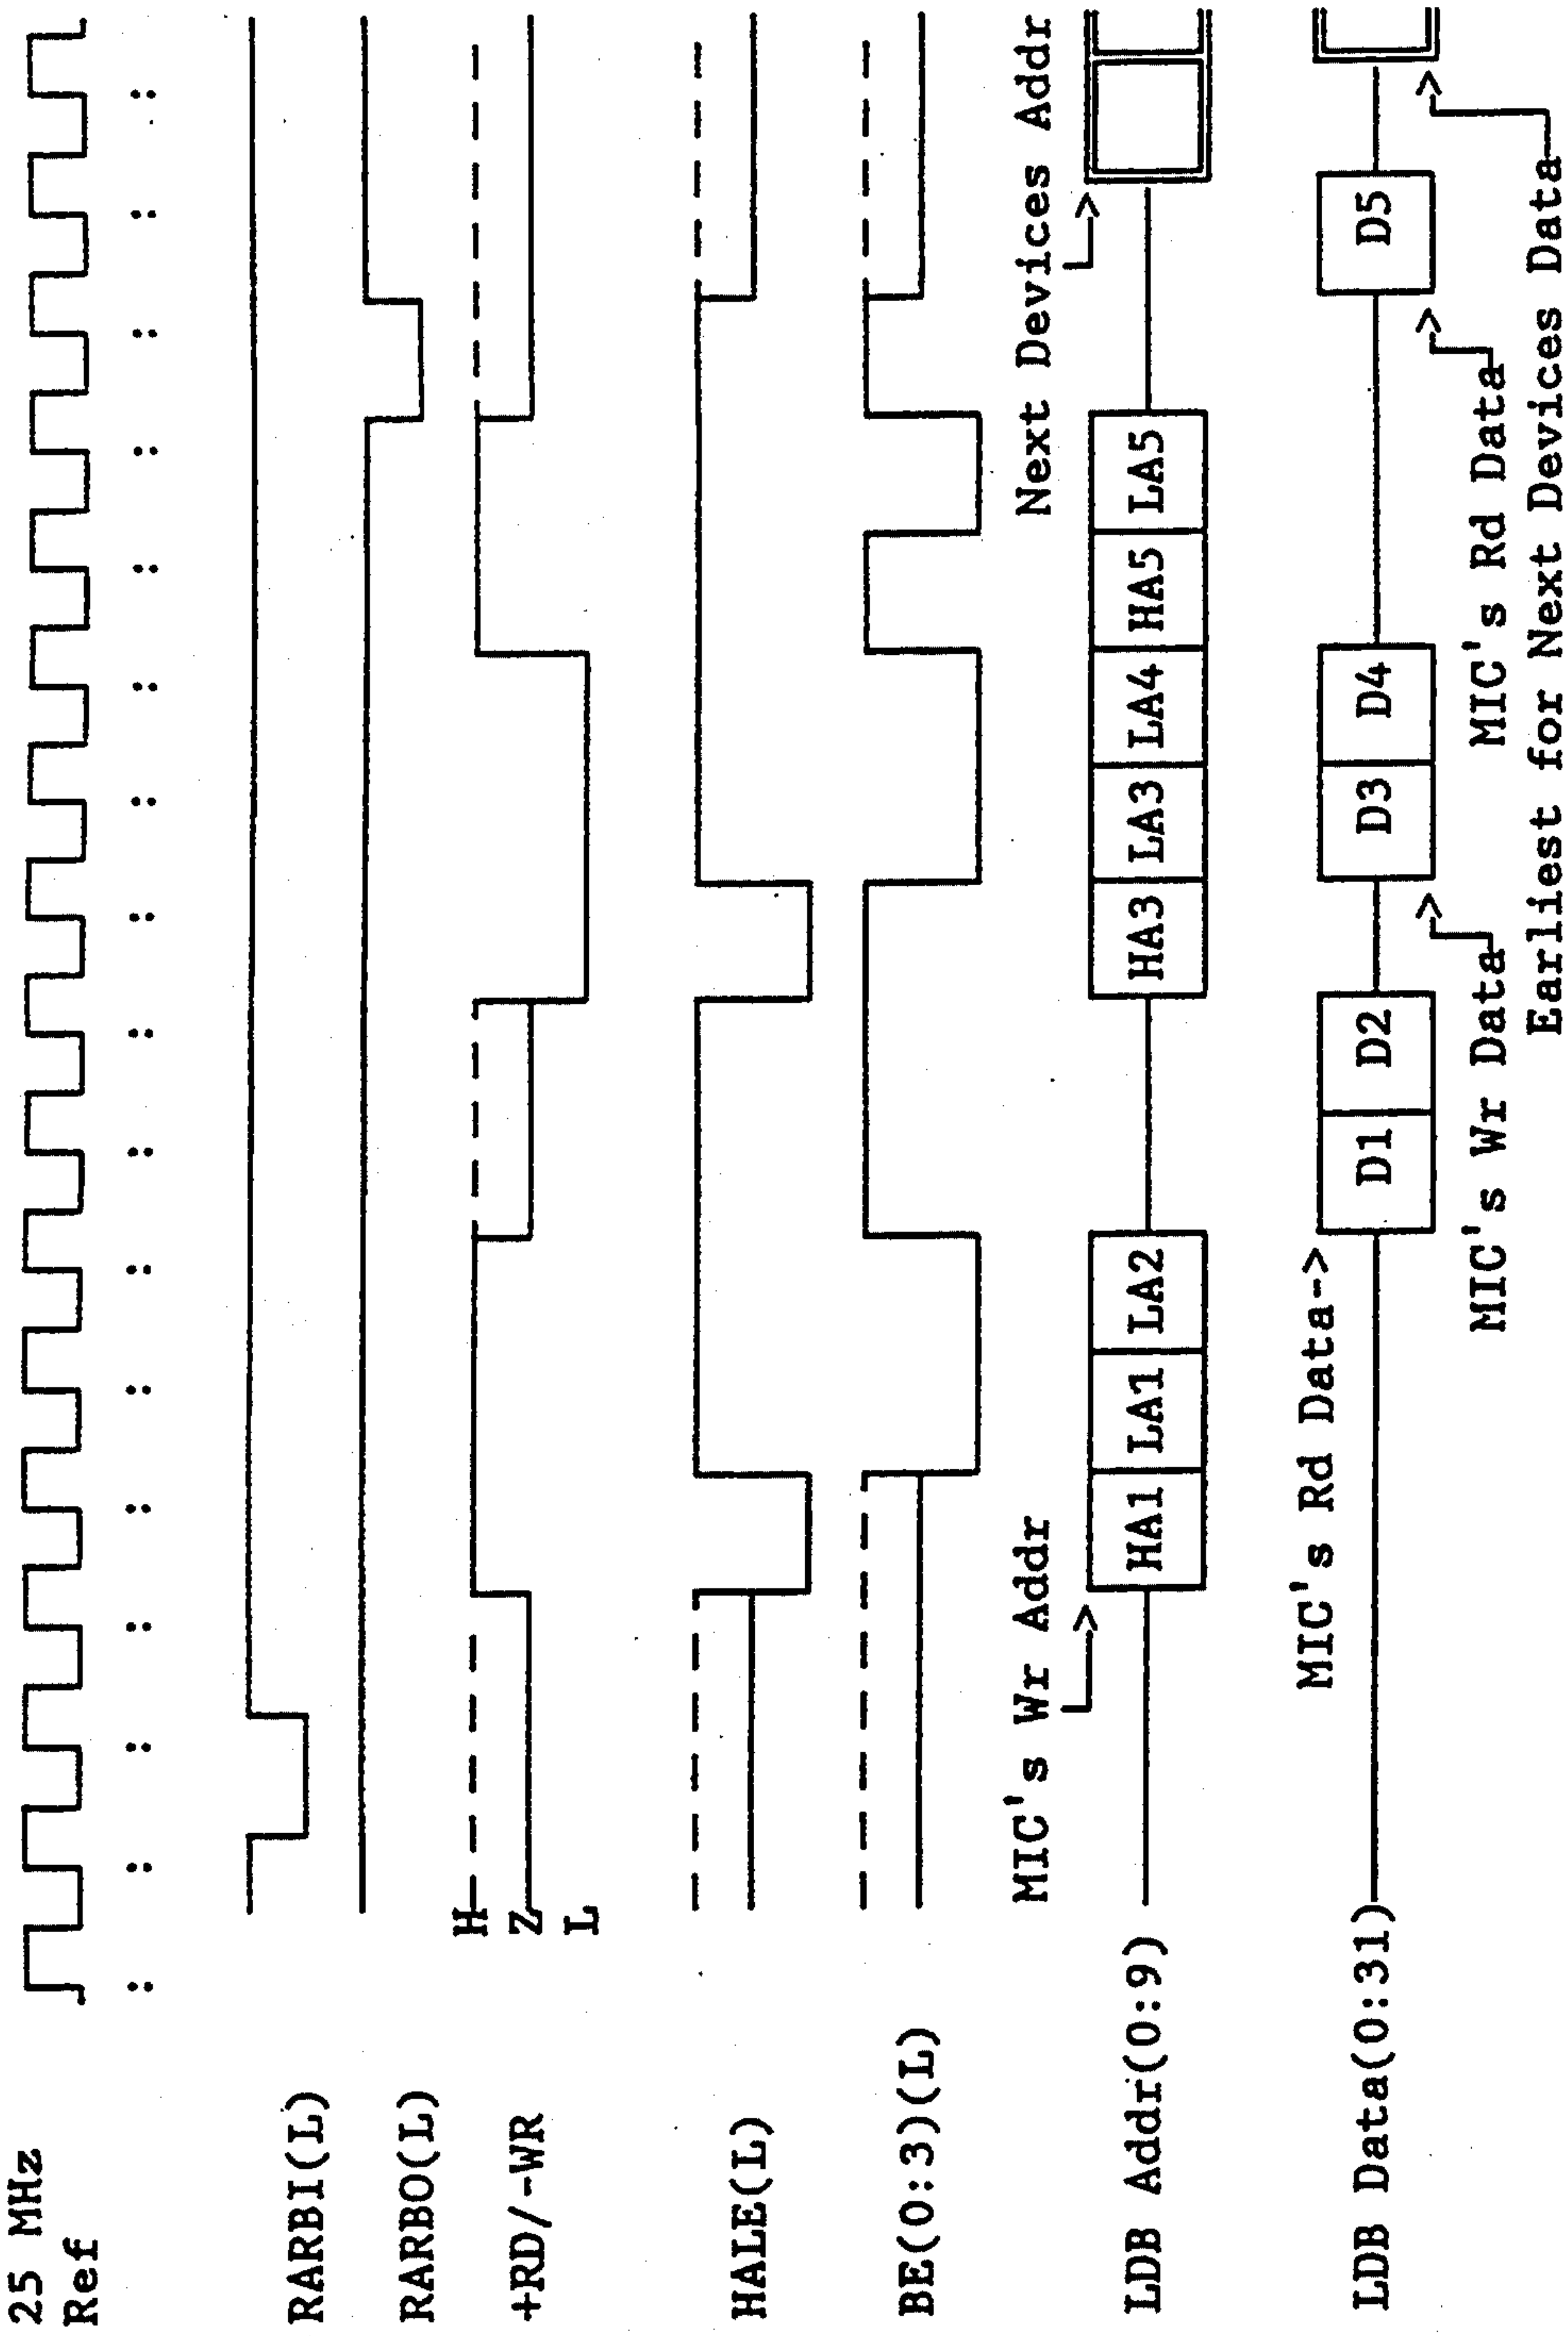 25 MHz
Ref
RARBI(L)
RARBO(L)
+RD/-WR
H
Z
L
HALE(L)
BE(0:3)(L)
MIC's Wr Addr
Next Devices Addr
LDB Addr(0:9)
HA1 LA1 LA2 HA3 LA3 LA4 HA5 LA5
MIC's Rd Data->
LDB Data(0:31)
D1 D2 D3 D4 D5
MIC's Wr Data
MIC's Rd Data
Earliest for Next Devices Data